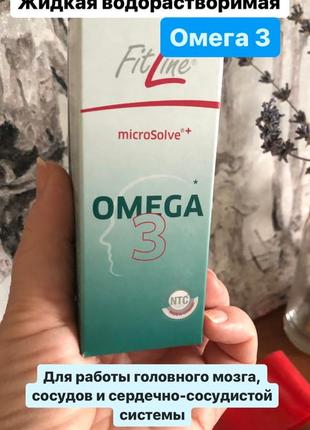 Жидкая водорастворимая
Омега 3
FitLine®
microSolve®+
OMEGA*
3
NTC
Для работы головного мозга,
сосудов и сердечно-сосудистой
системы